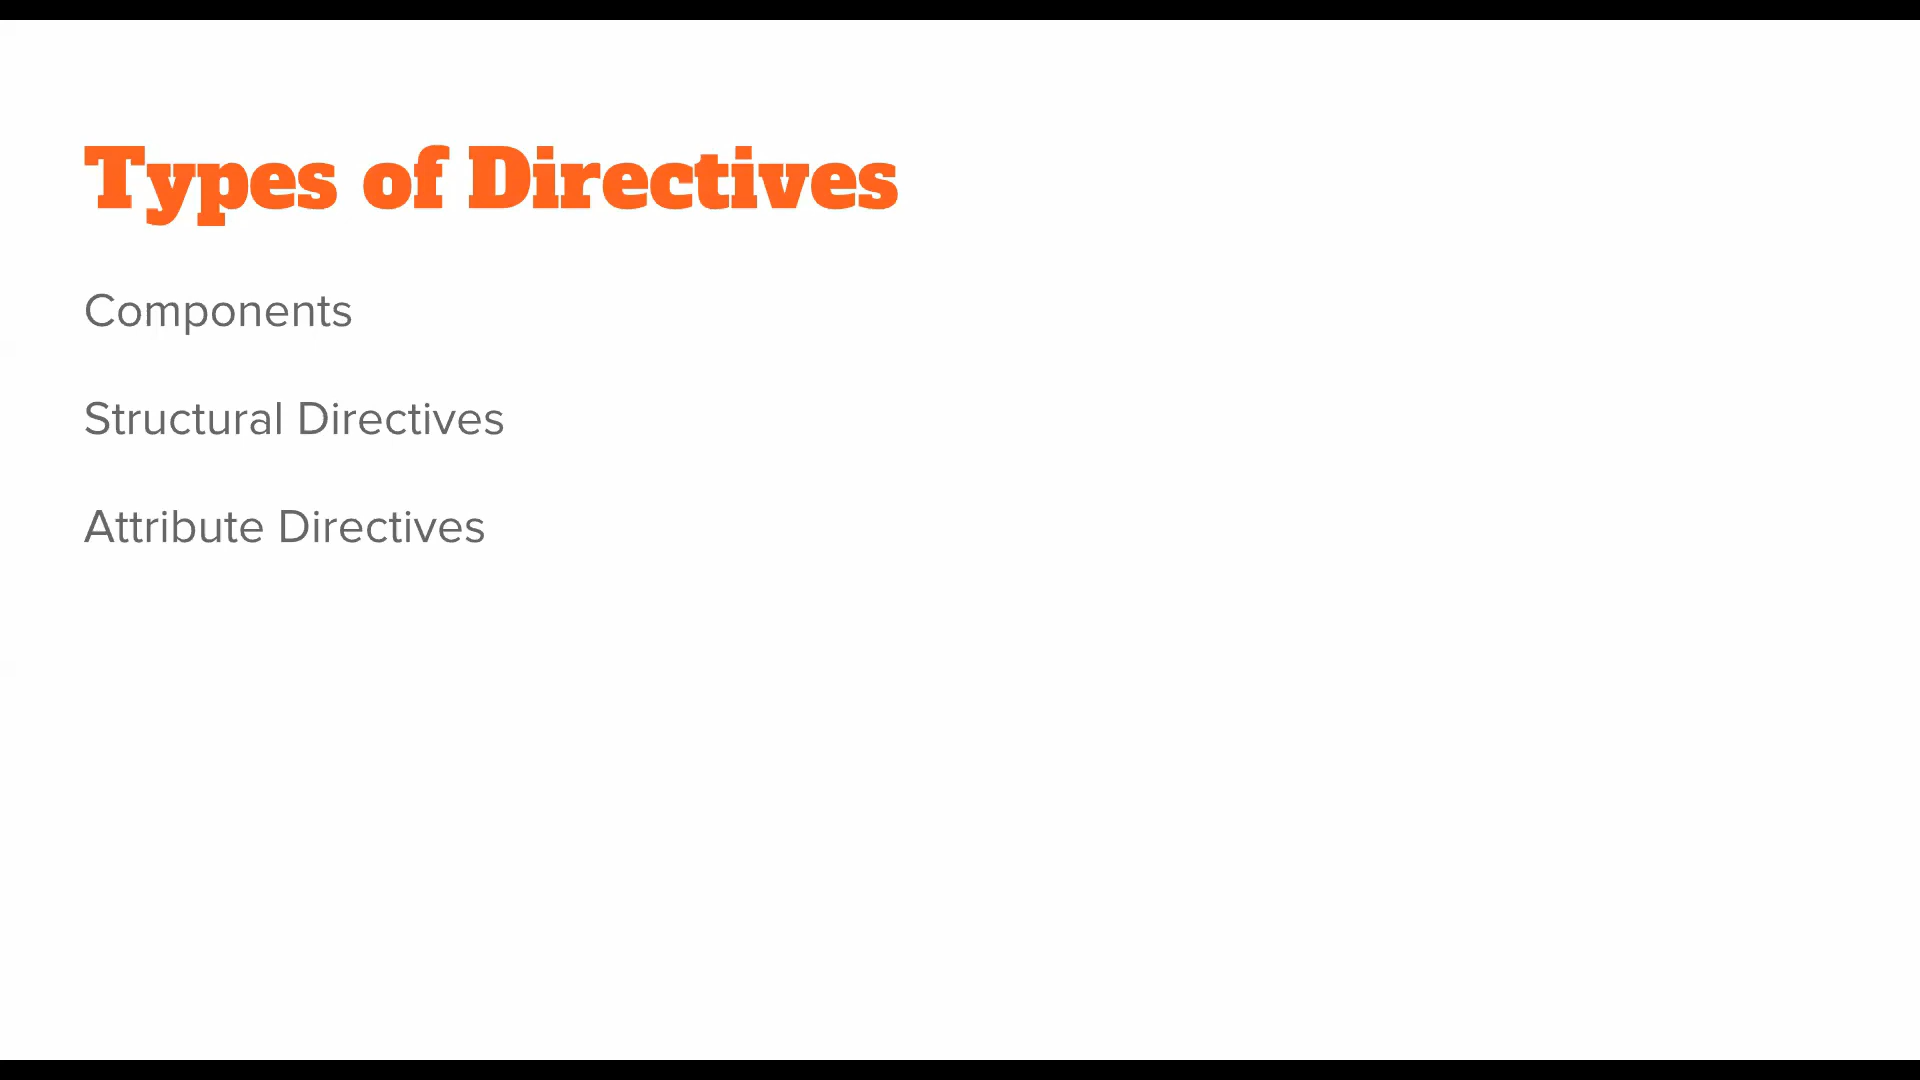 Types of Directives
Components
Structural Directives
Attribute Directives